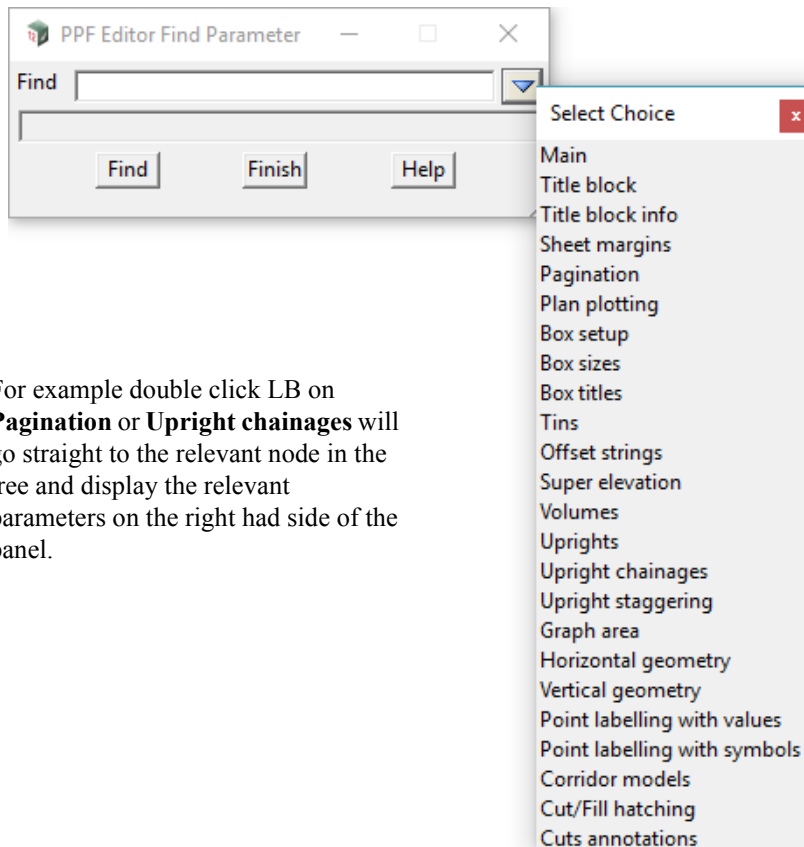 PPF Editor Find Parameter
Find
Find Finish Help
Select Choice
x
Main
Title block
Title block info
Sheet margins
Pagination
Plan plotting
Box setup
Box sizes
Box titles
Tins
Offset strings
Super elevation
Volumes
Uprights
Upright chainages
Upright staggering
Graph area
Horizontal geometry
Vertical geometry
Point labelling with values
Point labelling with symbols
Corridor models
Cut/Fill hatching
Cuts annotations
For example double click LB on
Pagination or Upright chainages will
go straight to the relevant node in the
tree and display the relevant
parameters on the right had side of the
panel.